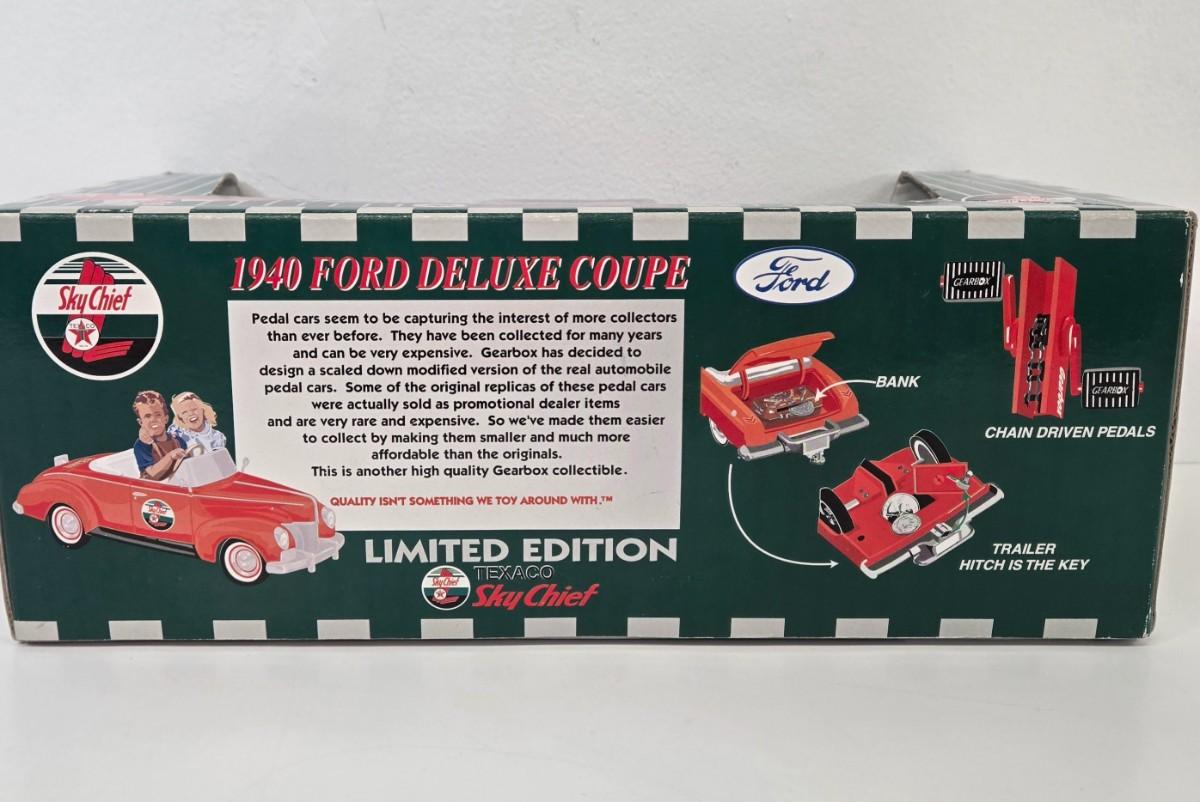 Sky Chief
TEXACO
1940 FORD DELUXE COUPE
Pedal cars seem to be capturing the interest of more collectors
than ever before. They have been collected for many years
and can be very expensive. Gearbox has decided to
design a scaled down modified version of the real automobile
pedal cars. Some of the original replicas of these pedal cars
were actually sold as promotional dealer items
and are very rare and expensive. So we've made them easier
to collect by making them smaller and much more
affordable than the originals.
This is another high quality Gearbox collectible.
QUALITY ISN'T SOMETHING WE TOY AROUND WITH.™
LIMITED EDITION
Sky Chief
TEXACO
Sky Chief
Ford
BANK
TRAILER
HITCH IS THE KEY
GEARBOX
Gearbox
GEARBOX
CHAIN DRIVEN PEDALS